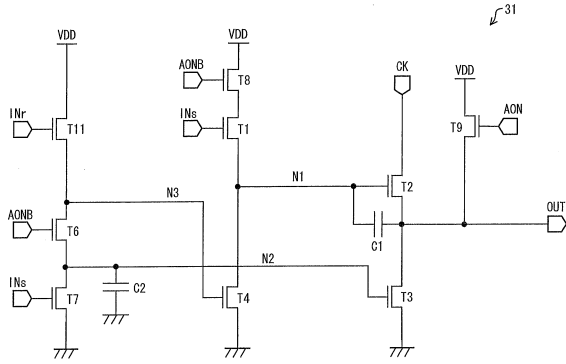 31
VDD
VDD
AONB
T8
CK
VDD
INr
T11
INs
T1
T9
AON
N1
T2
N3
C1
OUT
AONB
T6
N2
INs
T7
C2
T4
T3